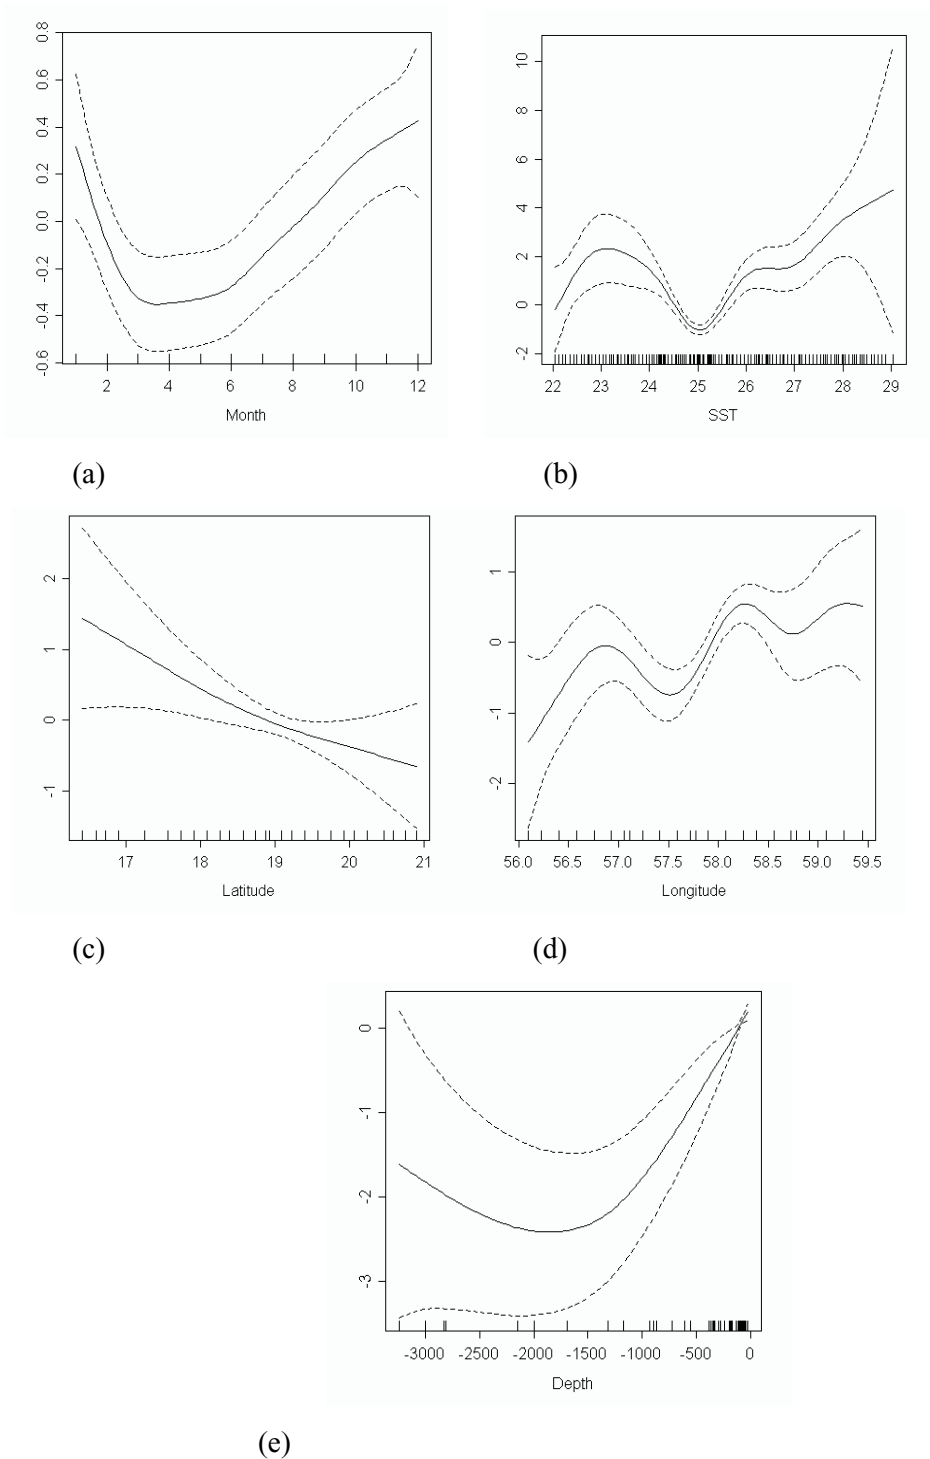 0.8
0.6
0.4
0.2
0.0
-0.2
-0.4
-0.6
2 4 6 8 10 12
Month
10
8
6
4
2
0
-2
22 23 24 25 26 27 28 29
SST
(a)
(b)
2
1
0
-1
17 18 19 20 21
Latitude
1
0
-1
-2
56.0 56.5 57.0 57.5 58.0 58.5 59.0 59.5
Longitude
(c)
(d)
0
-1
-2
-3
-3000 -2500 -2000 -1500 -1000 -500 0
Depth
(e)